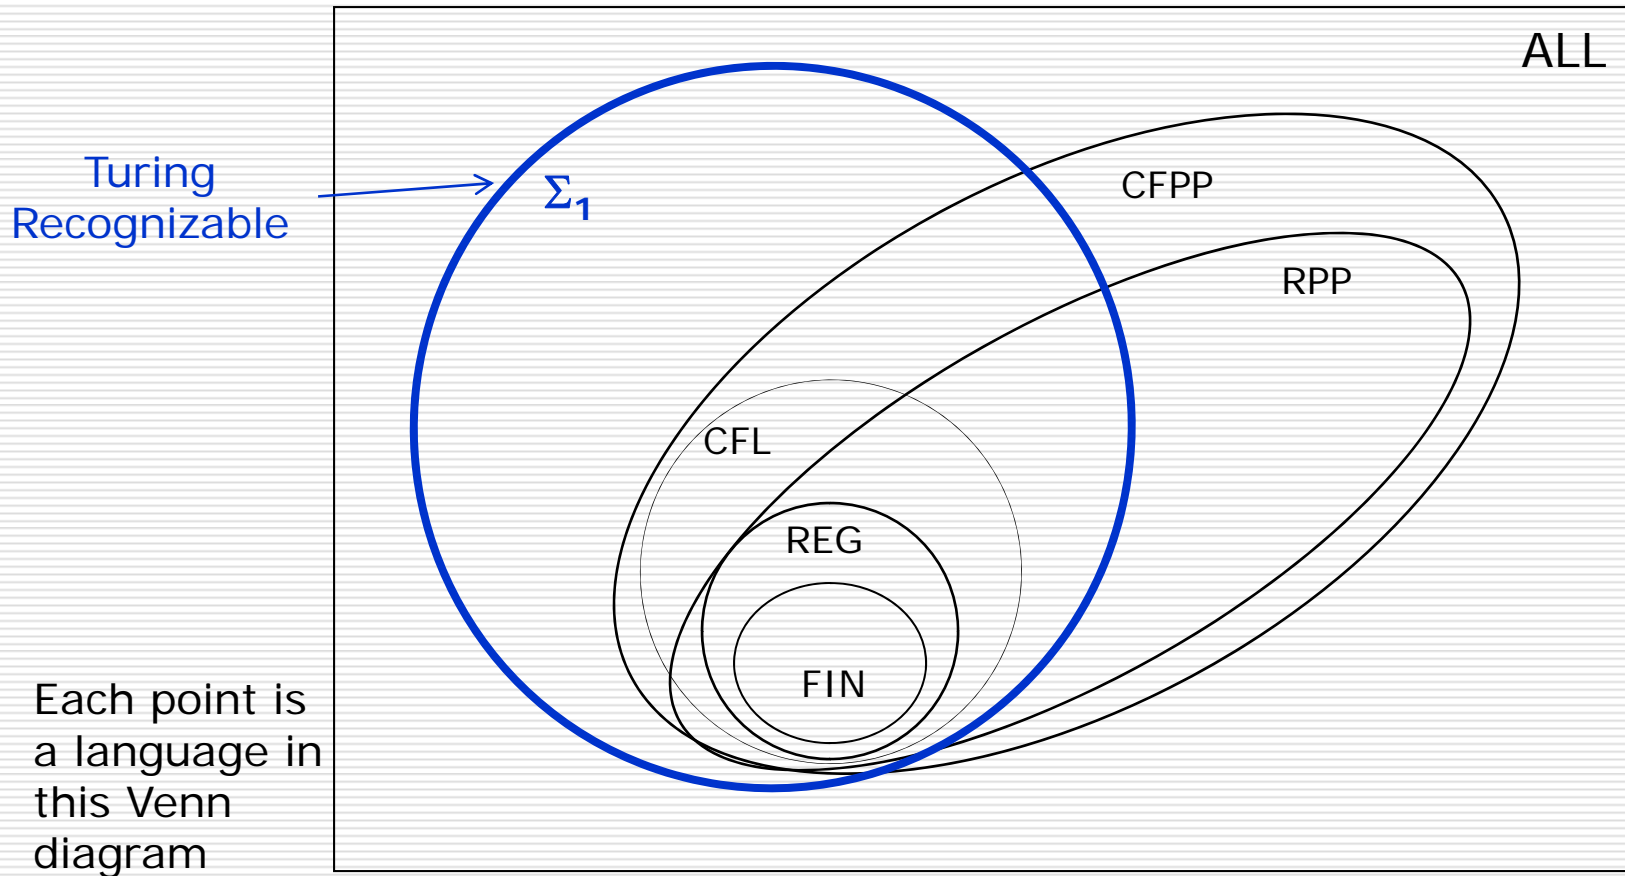 ALL
Turing
Recognizable
Σ₁
CFPP
RPP
CFL
REG
FIN
Each point is
a language in
this Venn
diagram